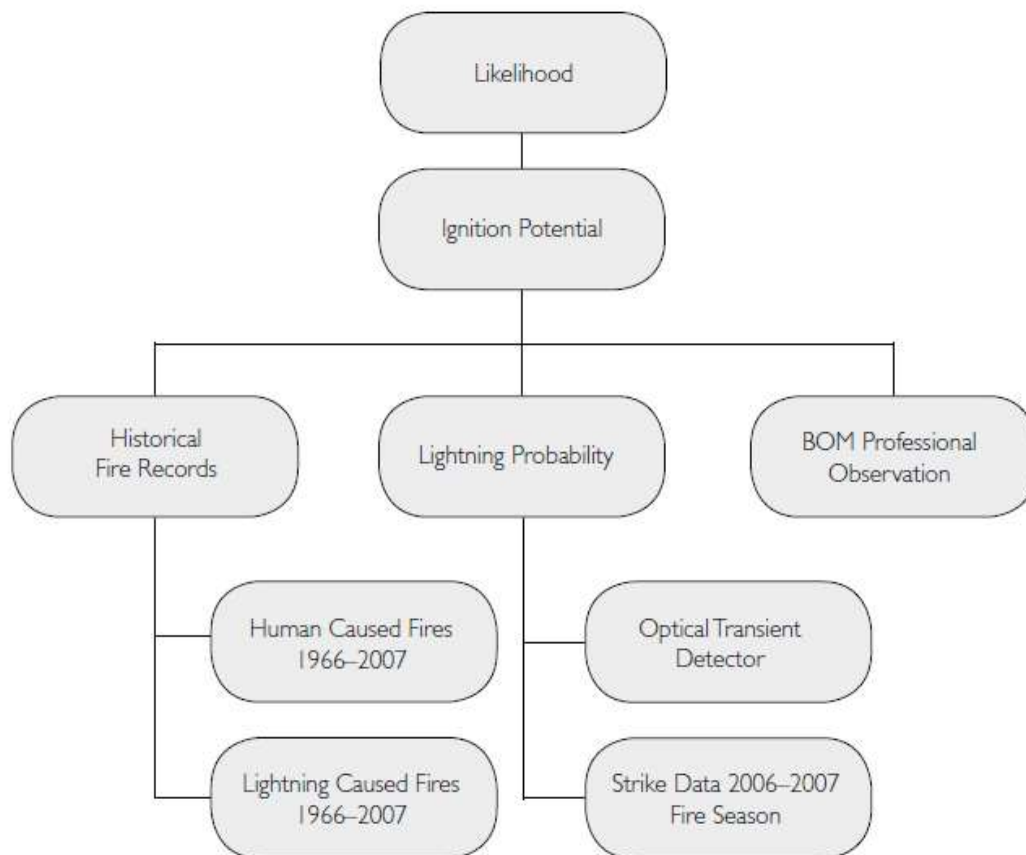 Likelihood
Ignition Potential
Historical
Fire Records
Lightning Probability
BOM Professional
Observation
Human Caused Fires
1966–2007
Optical Transient
Detector
Lightning Caused Fires
1966–2007
Strike Data 2006–2007
Fire Season